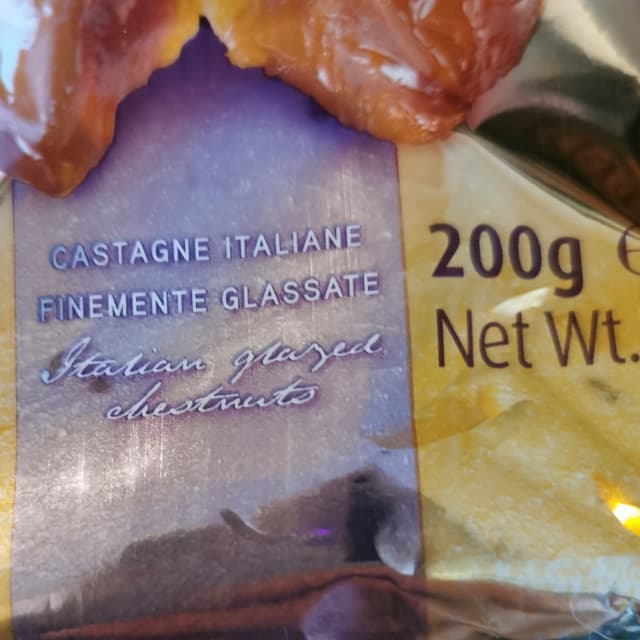 CASTAGNE ITALIANE
FINEMENTE GLASSATE
Italian glazed
chestnuts
200g e
Net Wt.